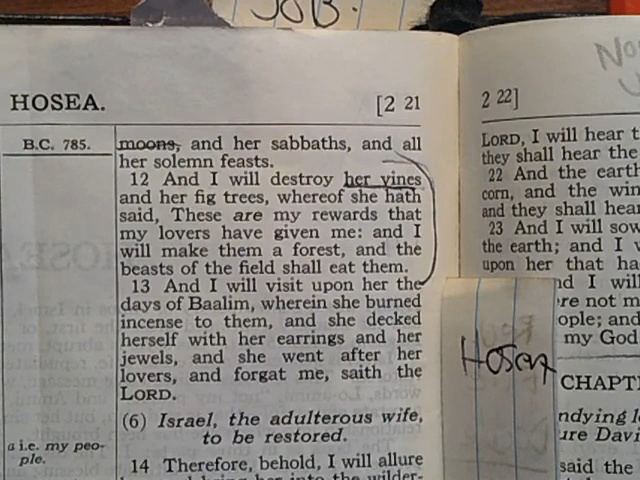 JOB.
HOSEA.
[2 21
B.C. 785.
moons, and her sabbaths, and all
her solemn feasts.
12 And I will destroy her vines
and her fig trees, whereof she hath
said, These are my rewards that
my lovers have given me: and I
will make them a forest, and the
beasts of the field shall eat them.
13 And I will visit upon her the
days of Baalim, wherein she burned
incense to them, and she decked
herself with her earrings and her
jewels, and she went after her
lovers, and forgat me, saith the
LORD.
(6) Israel, the adulterous wife,
to be restored.
a i.e. my peo-
ple.
14 Therefore, behold, I will allure
into the wilder-
2 22]
LORD, I will hear
they shall hear the
22 And the earth
corn, and the win
and they shall hear
23 And I will sow
the earth; and I
upon her that ha
I will
re not m
ople; and
my God
Hosea
CHAPT
ndying l
ure Davi
said the